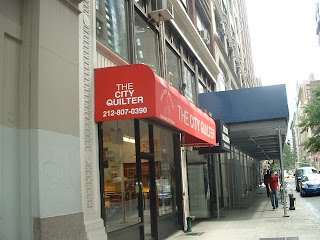 THE
CITY
QUILTER
212-807-0390
THE CITY QUILTER